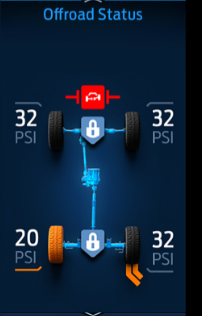 Offroad Status
32 32
PSI PSI
20 32
PSI PSI